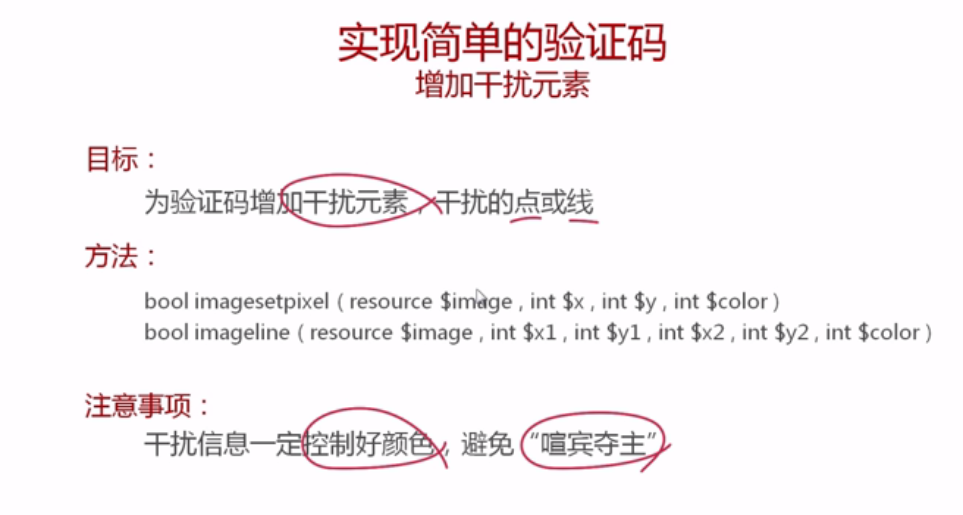 实现简单的验证码
增加干扰元素
目标：
为验证码增加干扰元素，干扰的点或线
方法：
bool imagesetpixel ( resource $image , int $x , int $y , int $color )
bool imageline ( resource $image , int $x1 , int $y1 , int $x2 , int $y2 , int $color )
注意事项：
干扰信息一定控制好颜色，避免“喧宾夺主”